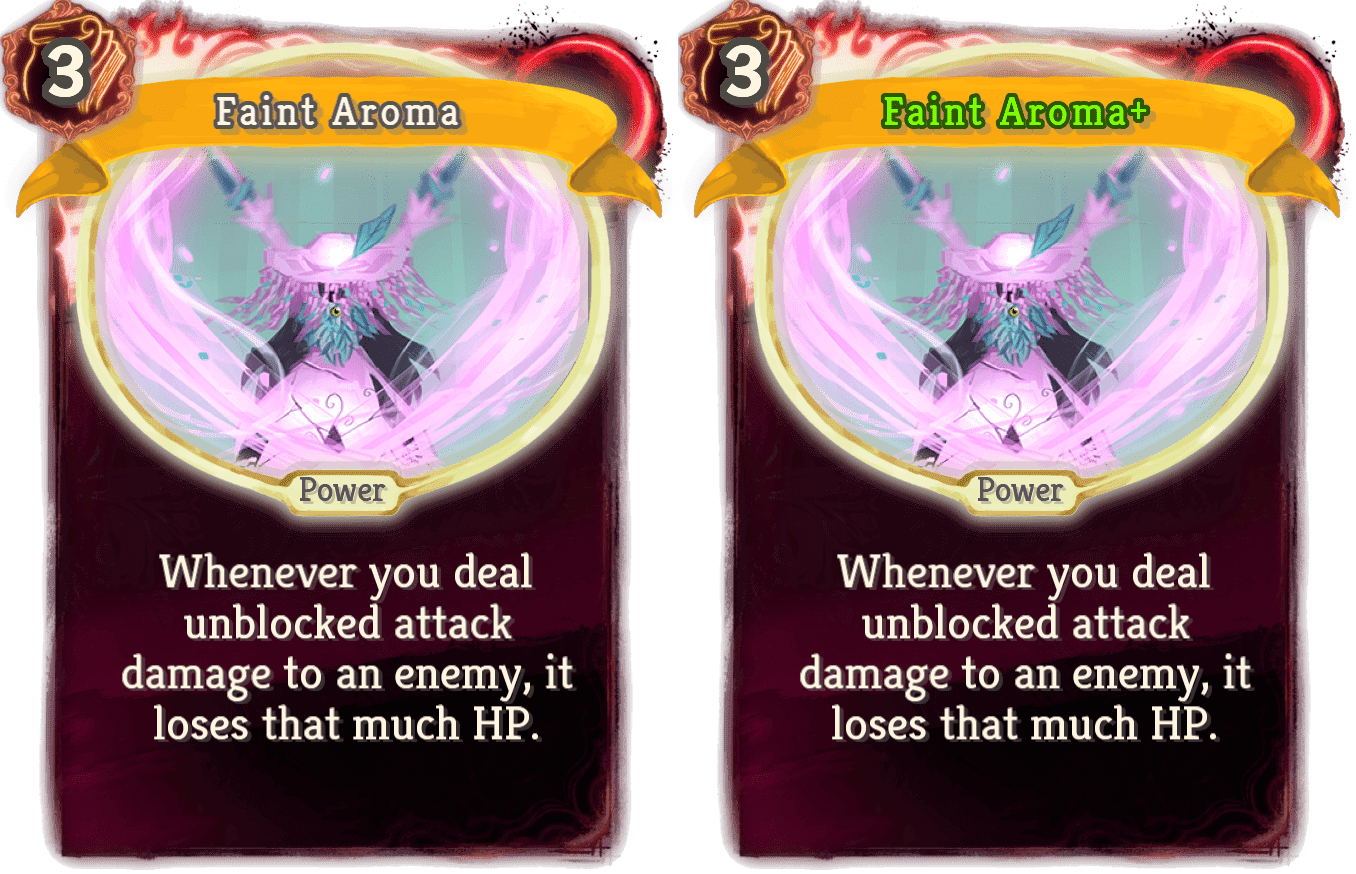 3
Faint Aroma
Power
Whenever you deal
unblocked attack
damage to an enemy, it
loses that much HP.
3
Faint Aroma+
Power
Whenever you deal
unblocked attack
damage to an enemy, it
loses that much HP.